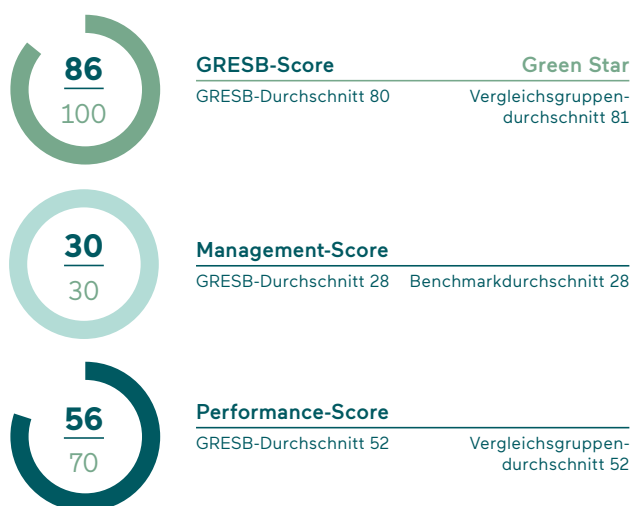 86
100
GRESB-Score Green Star
GRESB-Durchschnitt 80 Vergleichsgruppen-
durchschnitt 81
30
30
Management-Score
GRESB-Durchschnitt 28 Benchmarkdurchschnitt 28
56
70
Performance-Score
GRESB-Durchschnitt 52 Vergleichsgruppen-
durchschnitt 52